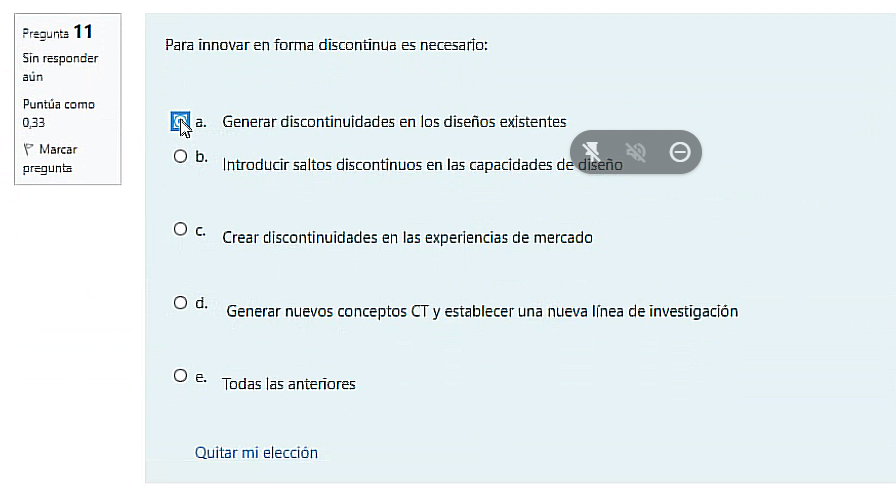 Pregunta 11
Sin responder
aún
Puntúa como
0,33
Marcar
pregunta
Para innovar en forma discontinua es necesario:
a. Generar discontinuidades en los diseños existentes
b. Introducir saltos discontinuos en las capacidades de diseño
c. Crear discontinuidades en las experiencias de mercado
d. Generar nuevos conceptos CT y establecer una nueva línea de investigación
e. Todas las anteriores
Quitar mi elección